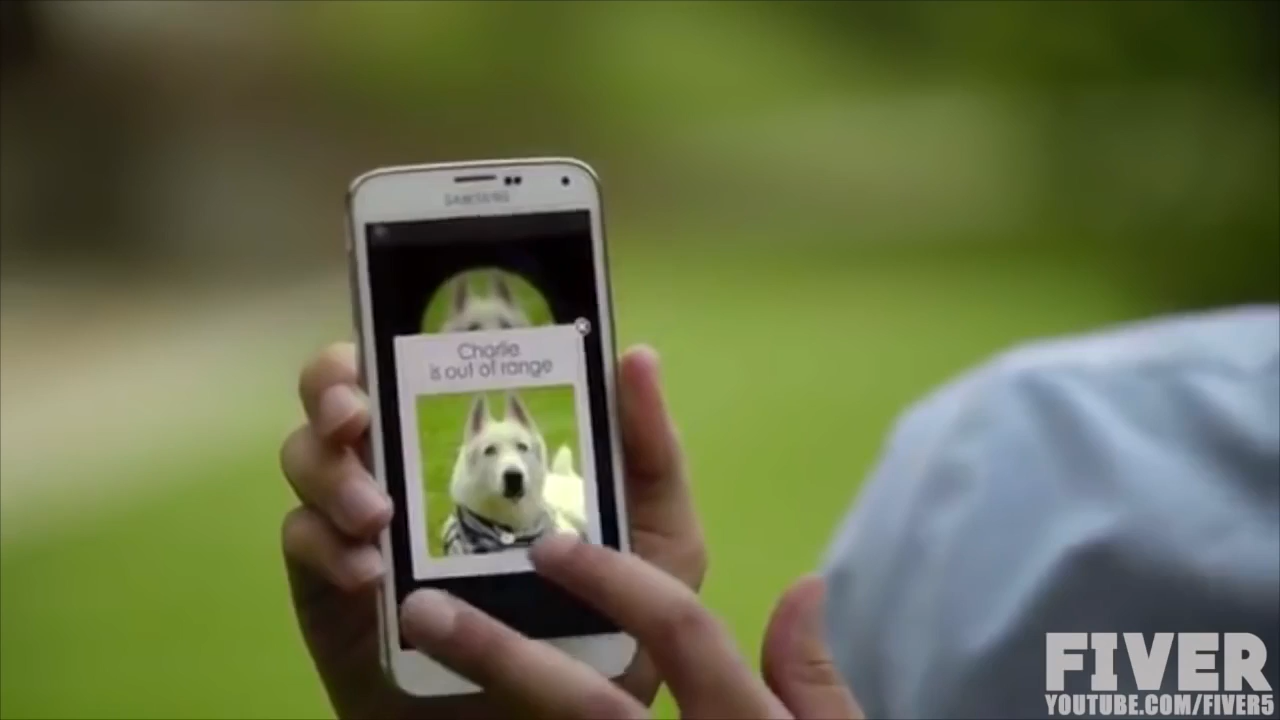 SAMSUNG
Charlie
is out of range
FIVER
YOUTUBE.COM/FIVER5